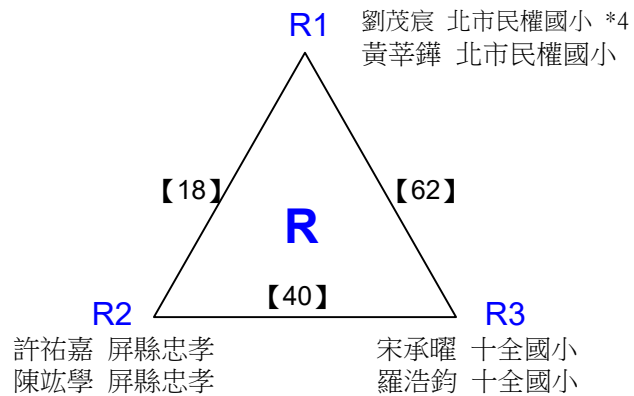 R1
劉茂宸 北市民權國小 *4
黃莘鏵 北市民權國小
【18】
【62】
R
【40】
R2
R3
許祐嘉 屏縣忠孝
陳竑學 屏縣忠孝
宋承曜 十全國小
羅浩鈞 十全國小